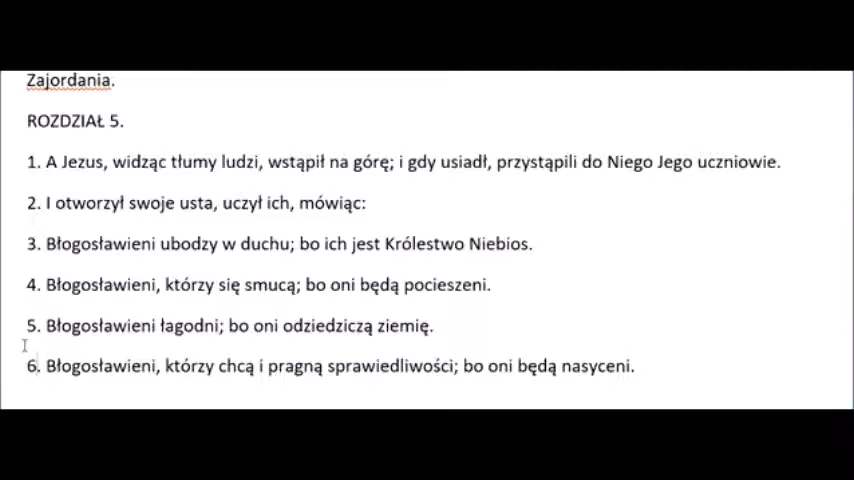 Zajordania.
ROZDZIAŁ 5.
1. A Jezus, widząc tłumy ludzi, wstąpił na górę; i gdy usiadł, przystąpili do Niego Jego uczniowie.
2. I otworzył swoje usta, uczył ich, mówiąc:
3. Błogosławieni ubodzy w duchu; bo ich jest Królestwo Niebios.
4. Błogosławieni, którzy się smucą; bo oni będą pocieszeni.
5. Błogosławieni łagodni; bo oni odziedziczą ziemię.
6. Błogosławieni, którzy chcą i pragną sprawiedliwości; bo oni będą nasyceni.